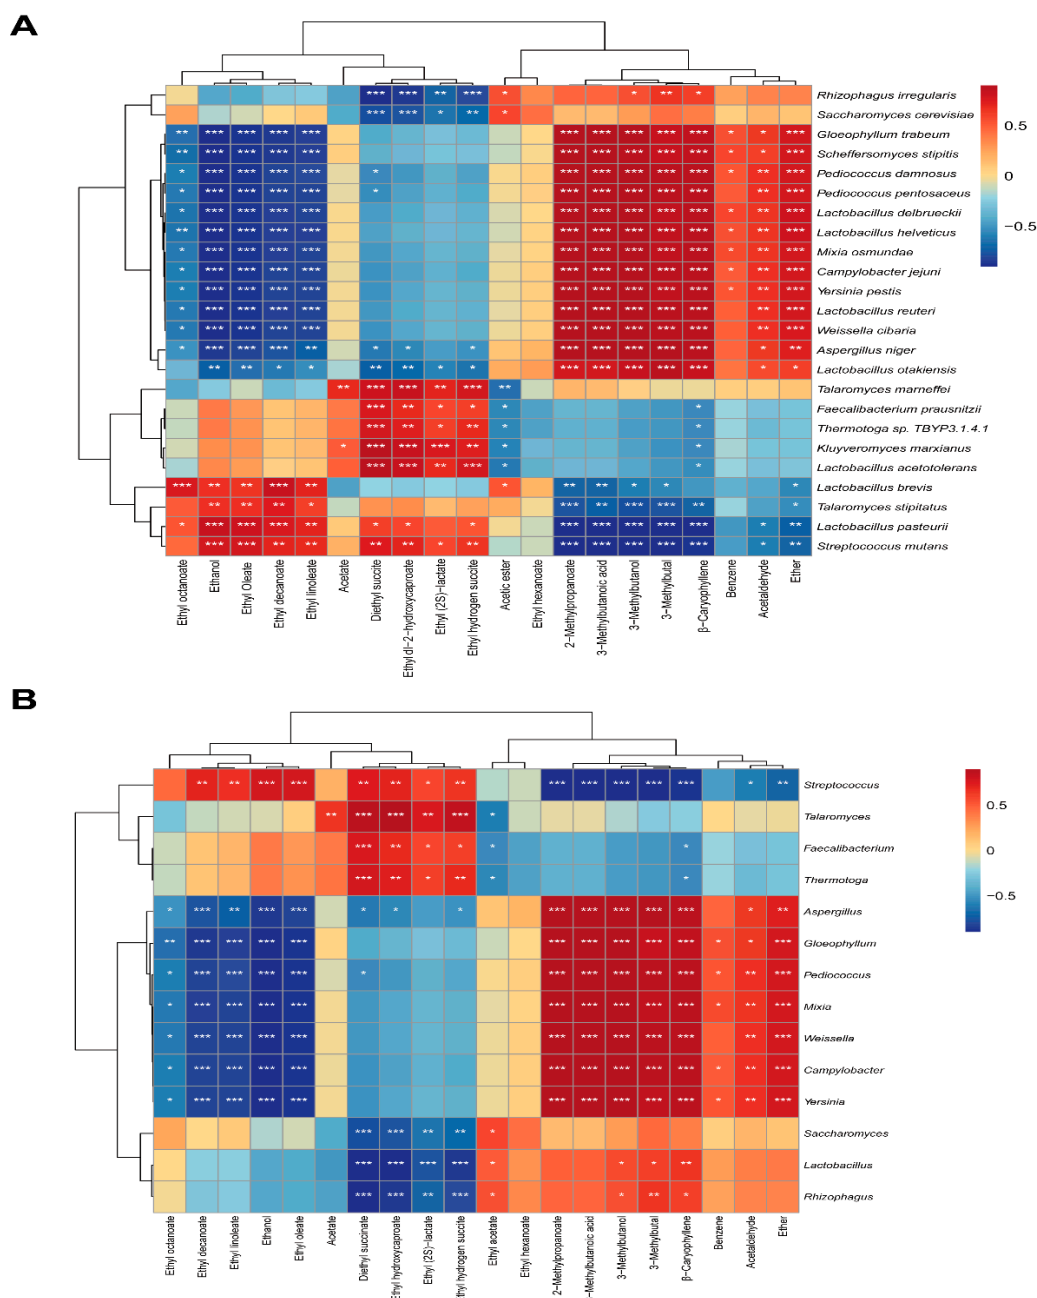 A
Rhizophagus irregularis
Saccharomyces cerevisiae
Gloeophyllum trabeum
Scheffersomyces stipitis
Pediococcus damnosus
Pediococcus pentosaceus
Lactobacillus delbrueckii
Lactobacillus helveticus
Mixia osmundae
Campylobacter jejuni
Yersinia pestis
Lactobacillus reuteri
Weissella cibaria
Aspergillus niger
Lactobacillus otakiensis
Talaromyces marneffei
Faecalibacterium prausnitzii
Thermotoga sp. TBYP3.1.4.1
Kluyveromyces marxianus
Lactobacillus acetotolerans
Lactobacillus brevis
Talaromyces stipitatus
Lactobacillus pasteurii
Streptococcus mutans
0.5
0
−0.5
Ethyl octanoate
Ethanol
Ethyl Oleate
Ethyl decanoate
Ethyl linoleate
Acetate
Diethyl succite
Ethyl dl−2−hydroxycaproate
Ethyl (2S)−lactate
Ethyl hydrogen succite
Acetic ester
Ethyl hexanoate
2−Methylpropanoate
3−Methylbutanoic acid
3−Methylbutanol
3−Methylbutal
β−Caryophyllene
Benzene
Acetaldehyde
Ether
B
Streptococcus
Talaromyces
Faecalibacterium
Thermotoga
Aspergillus
Gloeophyllum
Pediococcus
Mixia
Weissella
Campylobacter
Yersinia
Saccharomyces
Lactobacillus
Rhizophagus
0.5
0
−0.5
Ethyl octanoate
Ethyl decanoate
Ethyl linoleate
Ethanol
Ethyl oleate
Acetate
Diethyl succinate
Ethyl hydroxycaproate
Ethyl (2S)−lactate
Ethyl hydrogen succite
Ethyl acetate
Ethyl hexanoate
2−Methylpropanoate
−Methylbutanoic acid
3−Methylbutanol
3−Methylbutal
β−Caryophyllene
Benzene
Acetaldehyde
Ether